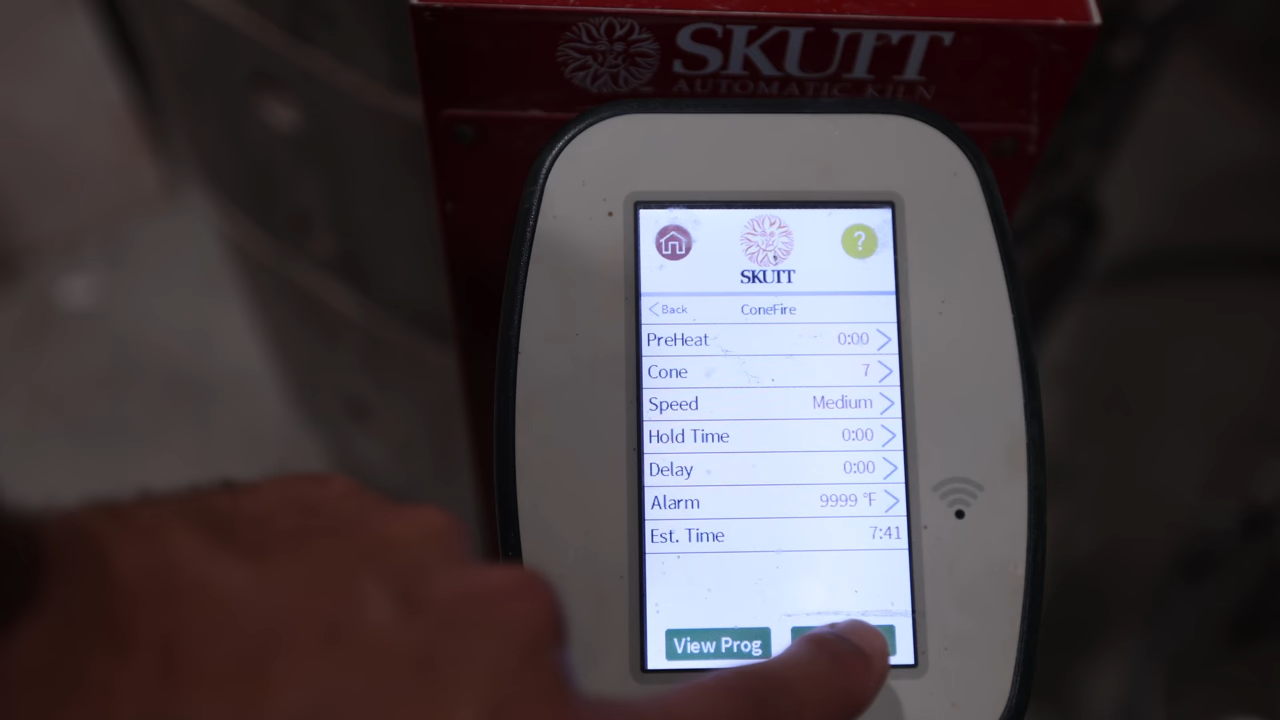 SKUTT
AUTOMATIC KILN
?
SKUTT
Back ConeFire
PreHeat 0:00
Cone 7
Speed Medium
Hold Time 0:00
Delay 0:00
Alarm 9999 °F
Est. Time 7:41
View Prog